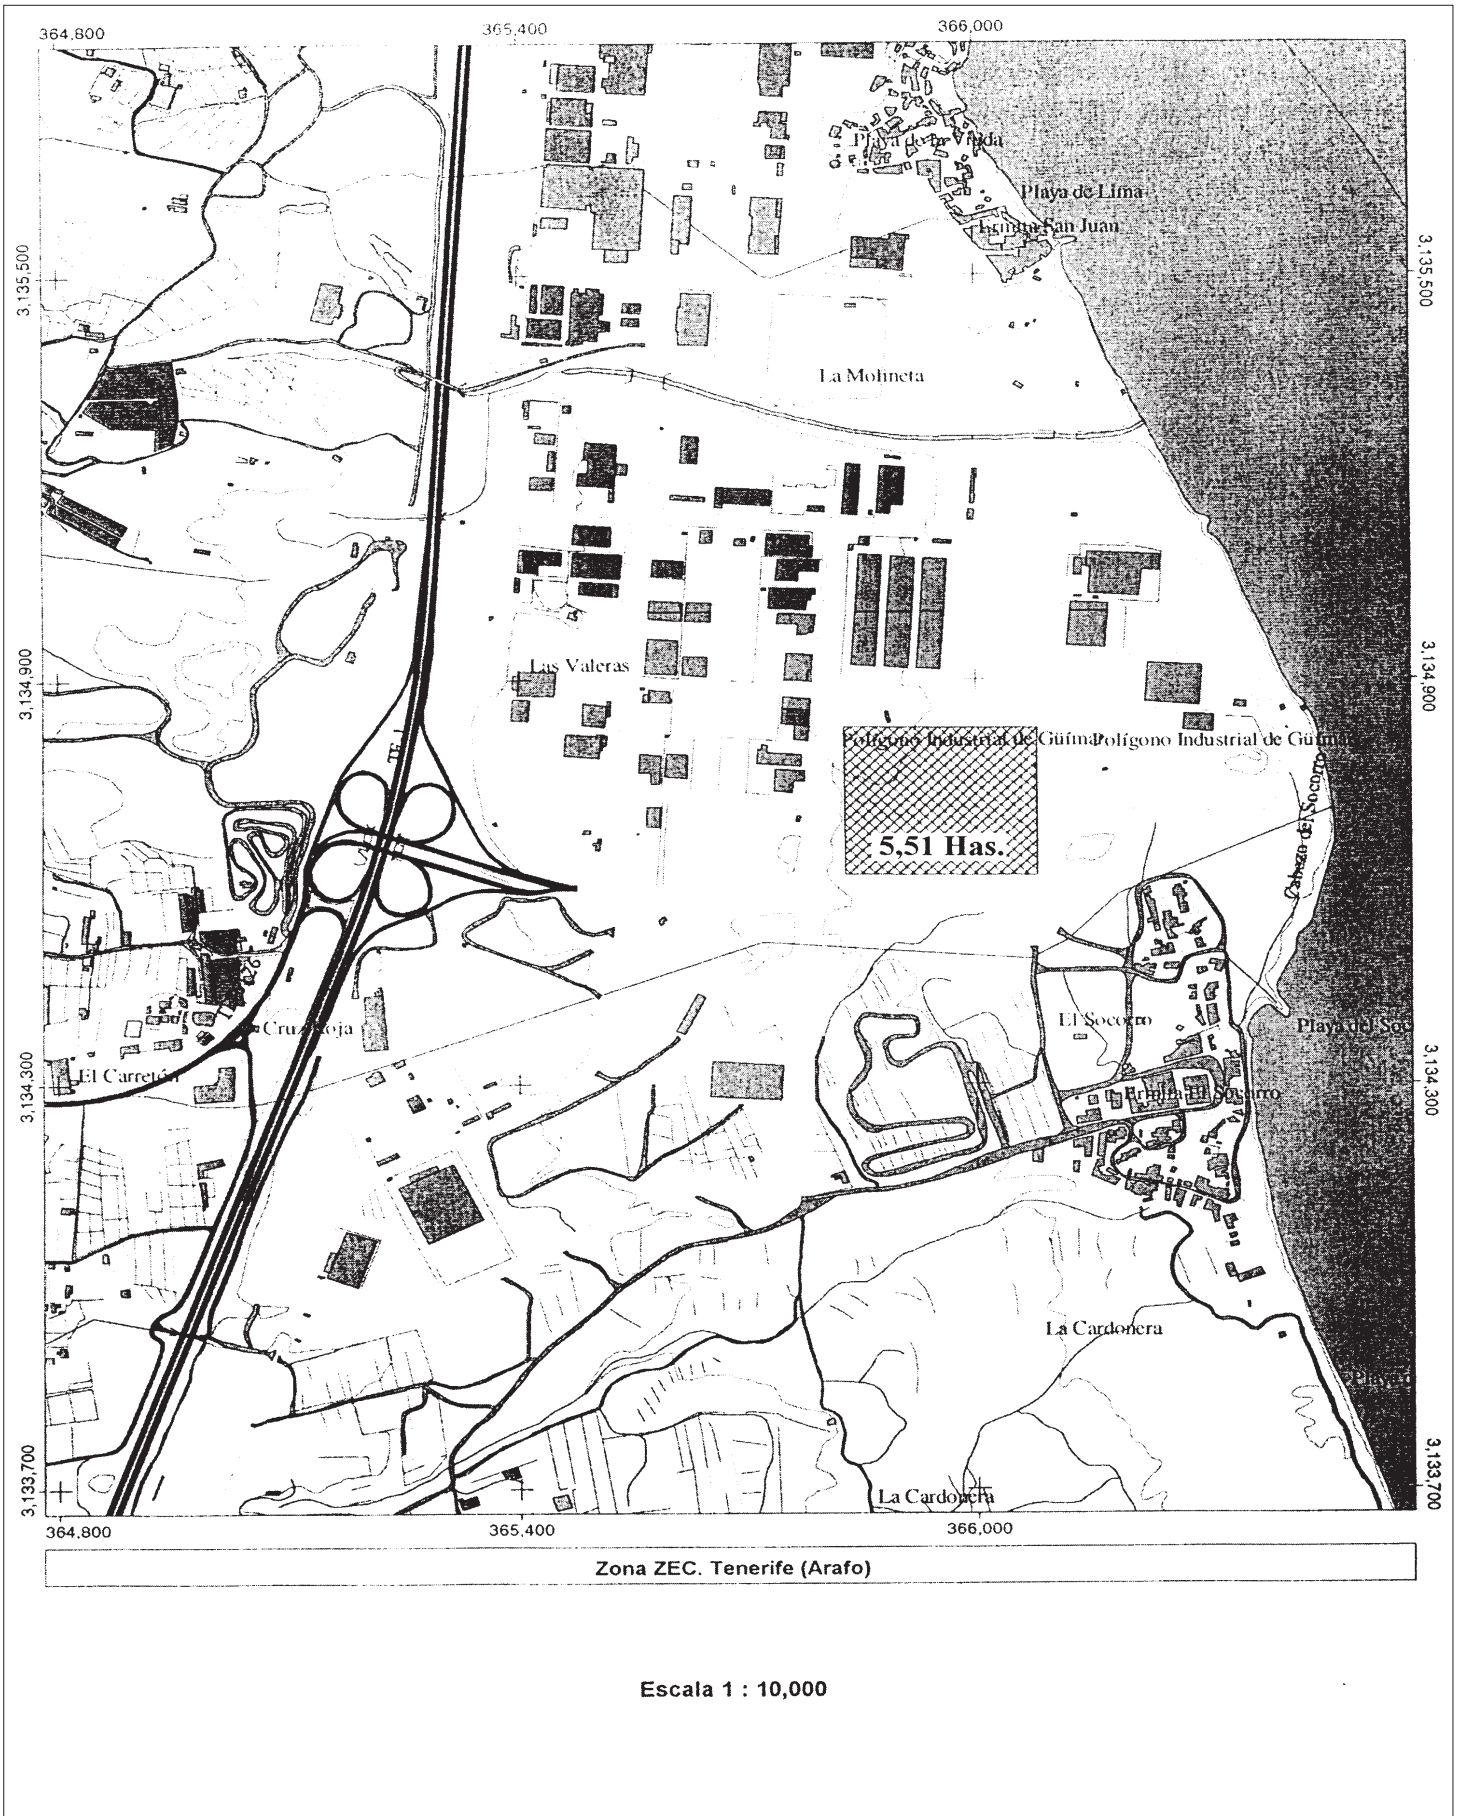 364,800 365,400 366,000
Playa de la Viuda
Playa de Lima
Ermita San Juan
3,135,500 3,135,500
La Molineta
3,134,900 Las Valeras 3,134,900
TF-1
Polígono Industrial de Güímar Polígono Industrial de Güímar
5,51 Has.
Cabezo del Socorro
Cruz Roja El Socorro Playa del Soc
3,134,300 El Carretón 3,134,300
Ermita El Socorro
La Cardonera
Playa
3,133,700 La Cardonera 3,133,700
364,800 365,400 366,000
Zona ZEC. Tenerife (Arafo)
Escala 1 : 10,000